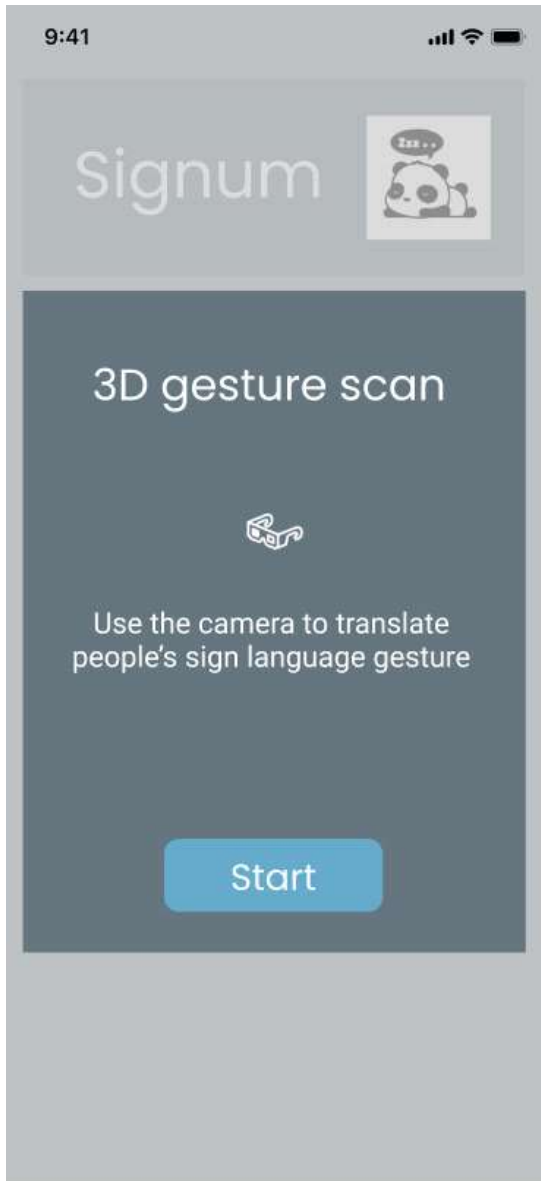 9:41
Signum
Zzz..
3D gesture scan
Use the camera to translate
people’s sign language gesture
Start